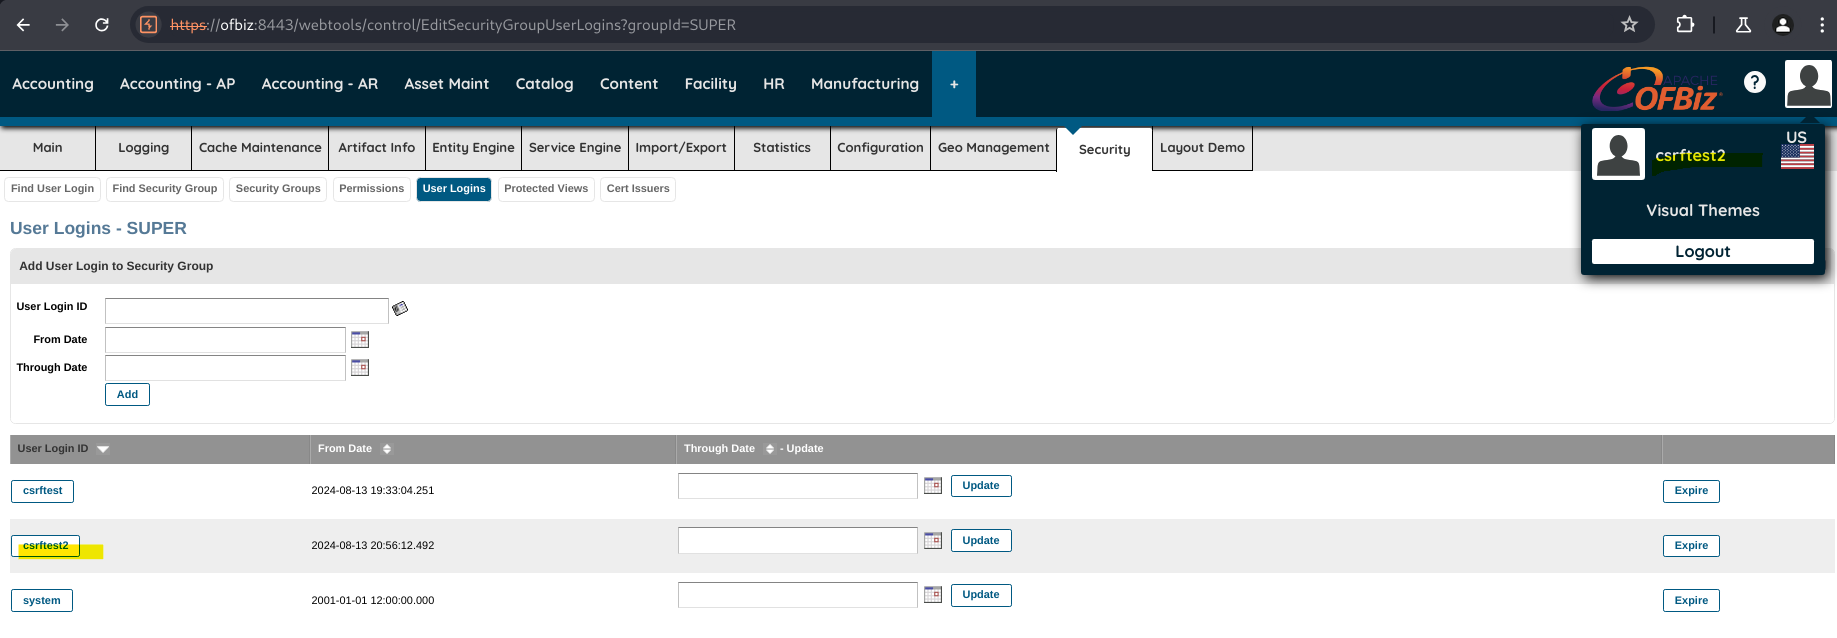 https://ofbiz:8443/webtools/control/EditSecurityGroupUserLogins?groupId=SUPER
Accounting Accounting - AP Accounting - AR Asset Maint Catalog Content Facility HR Manufacturing + APACHE OFBiz ?
Main Logging Cache Maintenance Artifact Info Entity Engine Service Engine Import/Export Statistics Configuration Geo Management Security Layout Demo
US
csrftest2
Visual Themes
Logout
Find User Login Find Security Group Security Groups Permissions User Logins Protected Views Cert Issuers
User Logins - SUPER
Add User Login to Security Group
User Login ID
From Date
Through Date
Add
User Login ID From Date Through Date - Update
csrftest 2024-08-13 19:33:04.251 Update Expire
csrftest2 2024-08-13 20:56:12.492 Update Expire
system 2001-01-01 12:00:00.000 Update Expire